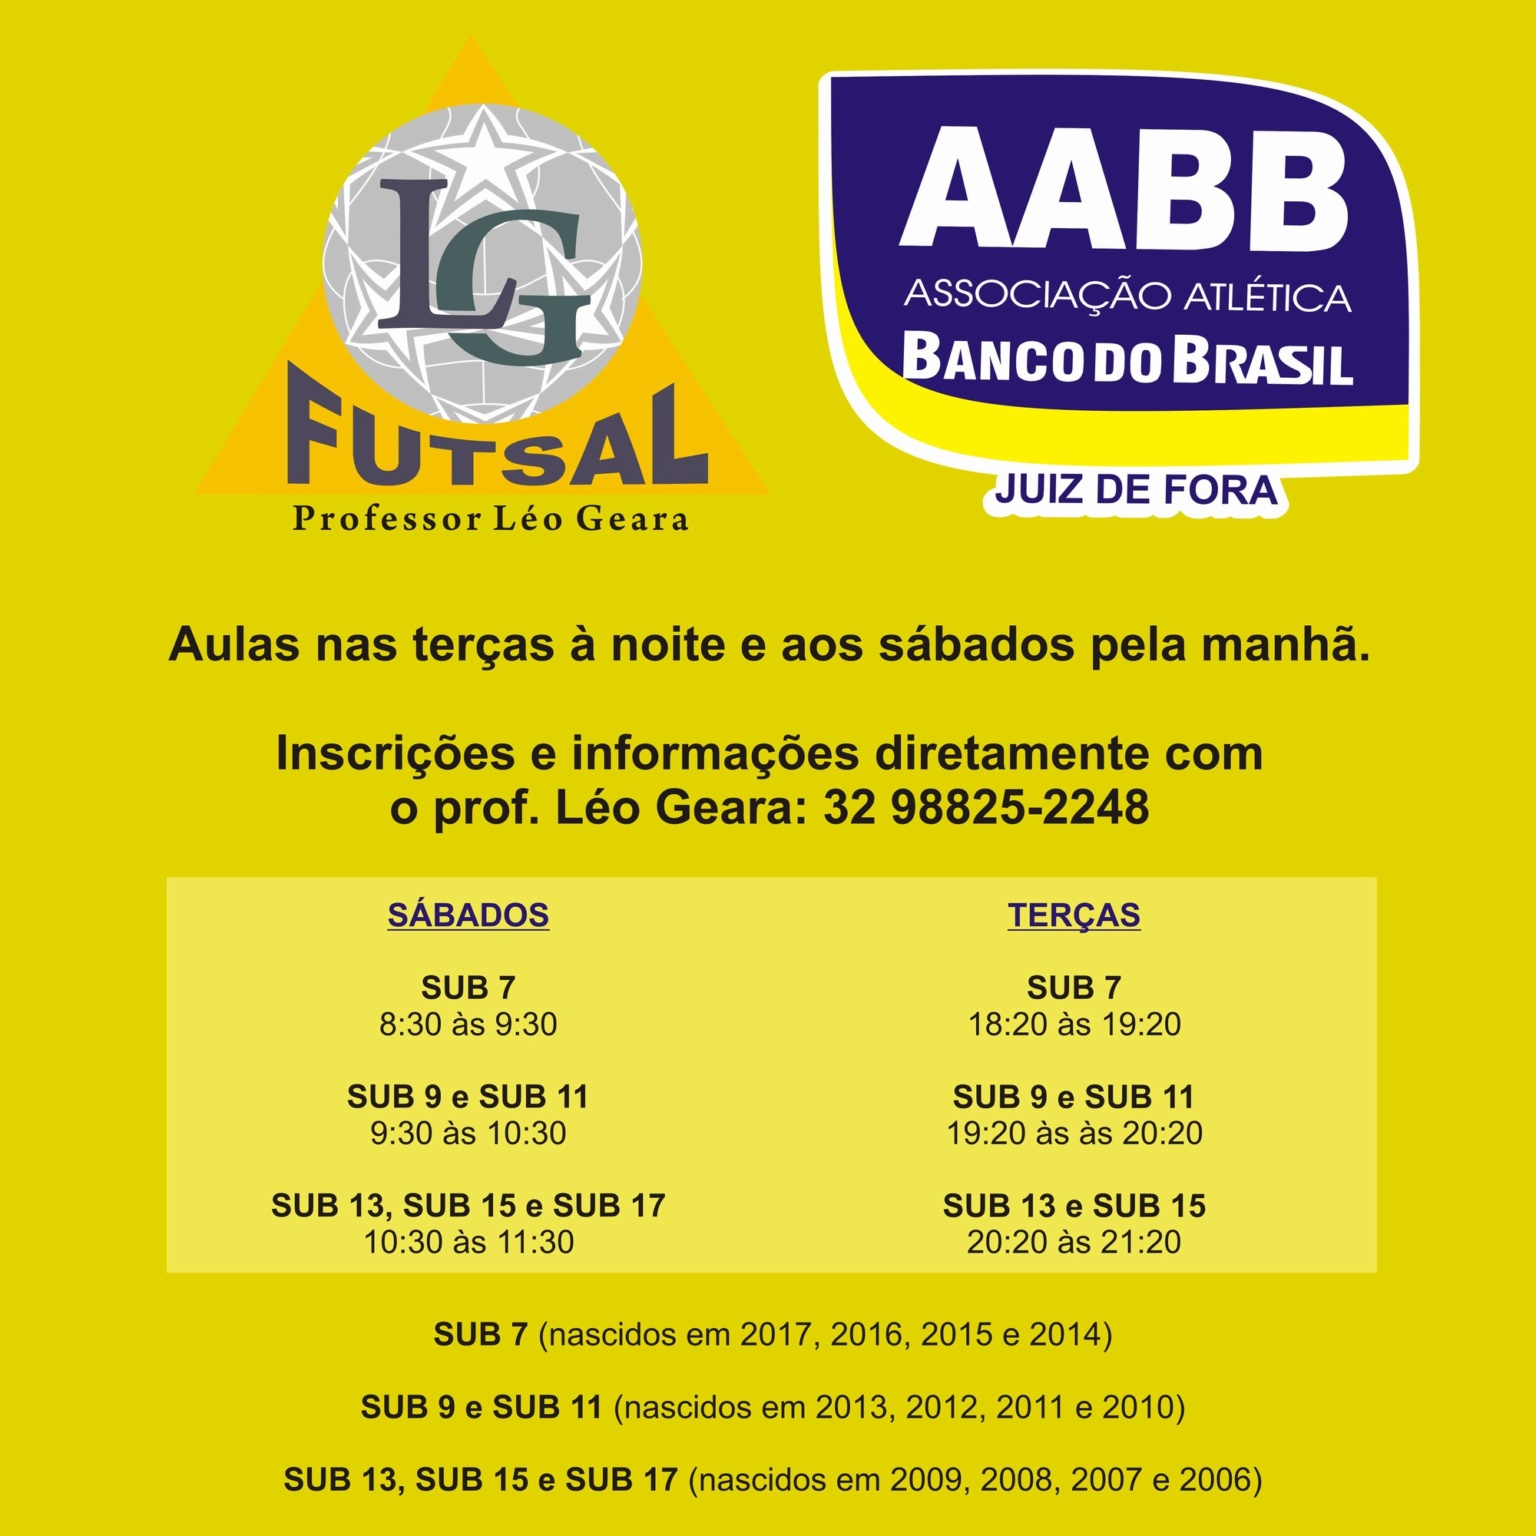 LG
FUTSAL
Professor Léo Geara
AABB
ASSOCIAÇÃO ATLÉTICA
BANCO DO BRASIL
JUIZ DE FORA
Aulas nas terças à noite e aos sábados pela manhã.
Inscrições e informações diretamente com
o prof. Léo Geara: 32 98825-2248
SÁBADOS
SUB 7
8:30 às 9:30
SUB 9 e SUB 11
9:30 às 10:30
SUB 13, SUB 15 e SUB 17
10:30 às 11:30
TERÇAS
SUB 7
18:20 às 19:20
SUB 9 e SUB 11
19:20 às às 20:20
SUB 13 e SUB 15
20:20 às 21:20
SUB 7 (nascidos em 2017, 2016, 2015 e 2014)
SUB 9 e SUB 11 (nascidos em 2013, 2012, 2011 e 2010)
SUB 13, SUB 15 e SUB 17 (nascidos em 2009, 2008, 2007 e 2006)